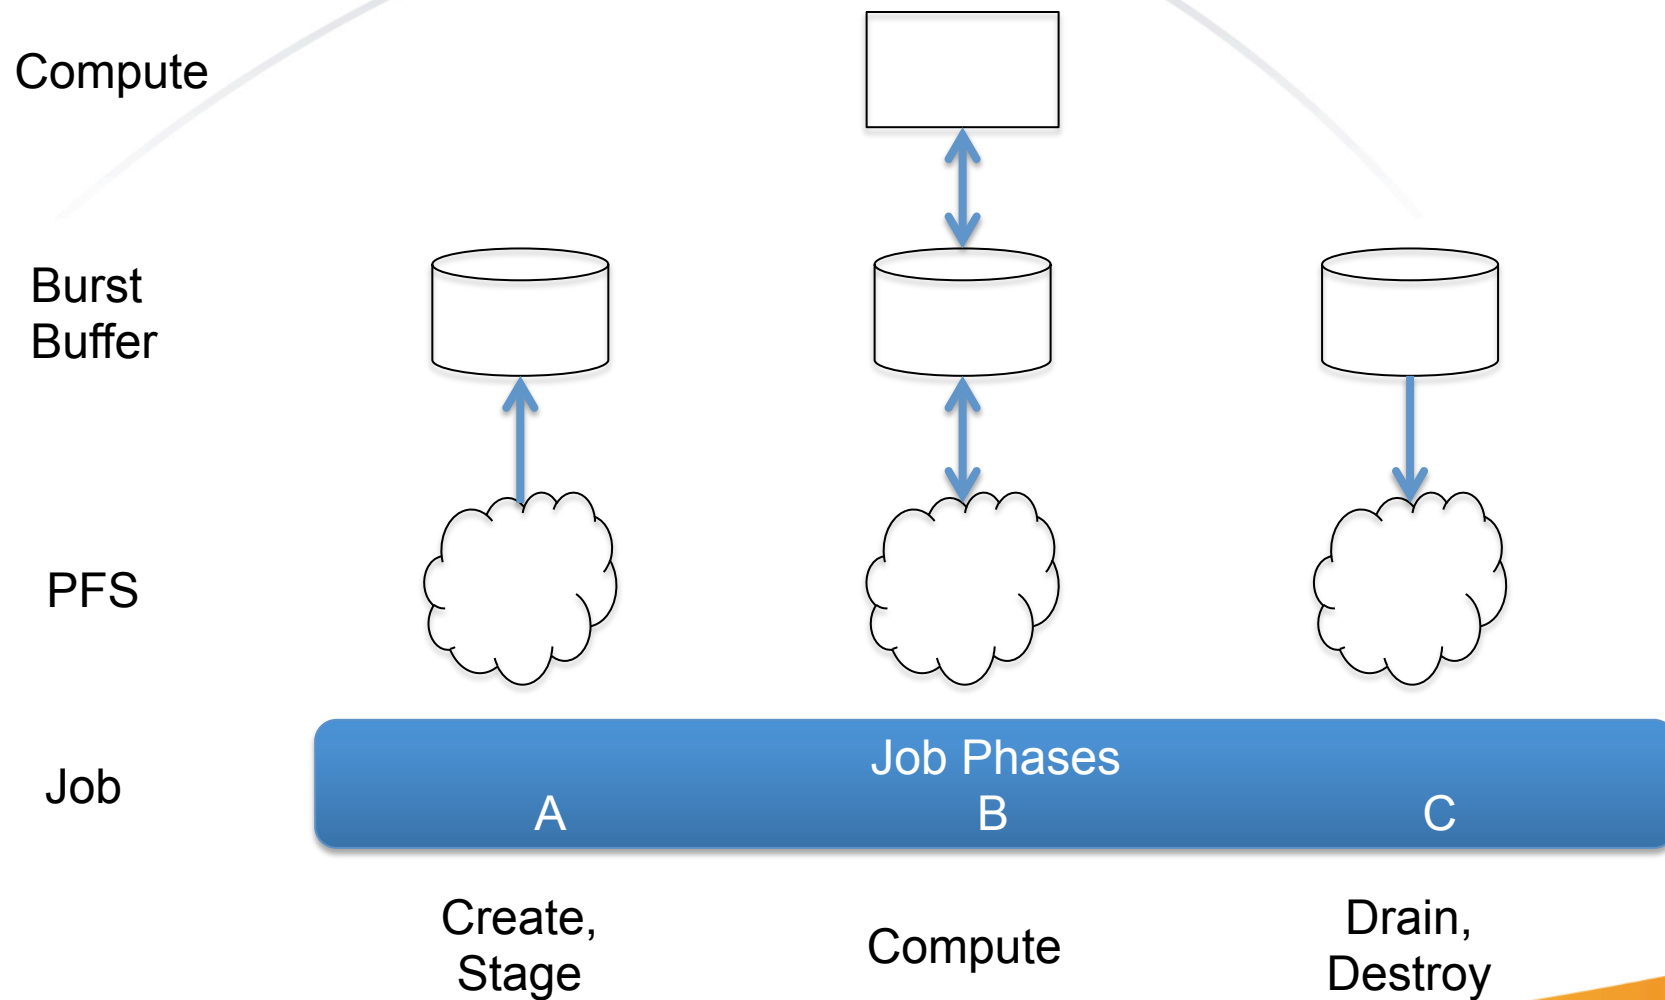 Compute
Burst
Buffer
PFS
Job
Job Phases
A
B
C
Create,
Stage
Compute
Drain,
Destroy